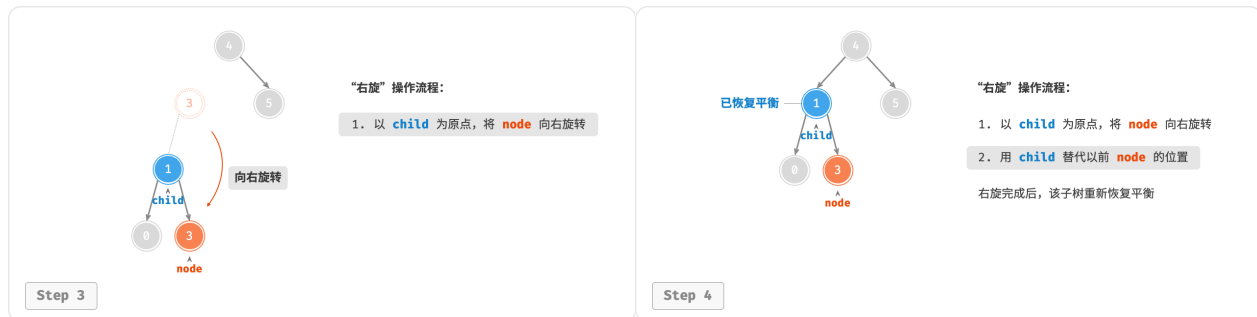 4
“右旋”操作流程：
3
5
1. 以 child 为原点，将 node 向右旋转
1
向右旋转
child
0
3
node
Step 3
4
“右旋”操作流程：
已恢复平衡
1
5
1. 以 child 为原点，将 node 向右旋转
child
2. 用 child 替代以前 node 的位置
0
3
右旋完成后，该子树重新恢复平衡
node
Step 4